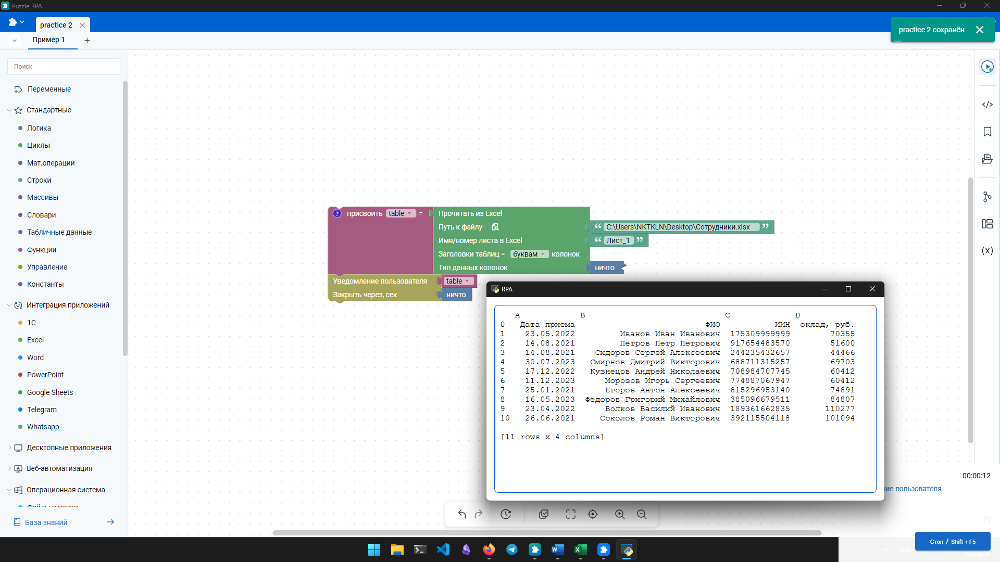 Puzzle RPA
practice 2
practice 2 сохранён
Пример 1
Поиск
Переменные
Стандартные
Логика
Циклы
Мат.операции
Строки
Массивы
Словари
Табличные данные
Функции
Управление
Константы
Интеграция приложений
1С
Excel
Word
PowerPoint
Google Sheets
Telegram
Whatsapp
Десктопные приложения
Веб-автоматизация
Операционная система
Файлы и папки
База знаний
? присвоить table = Прочитать из Excel
Путь к файлу “ C:\Users\NKTKLN\Desktop\Сотрудники.xlsx ”
Имя/номер листа в Excel “ Лист_1 ”
Заголовки таблиц = буквам колонок
Тип данных колонок ничто
Уведомление пользователя table
Закрыть через, сек ничто
RPA
A B C D
0 Дата приема ФИО ИИН оклад, руб.
1 23.05.2022 Иванов Иван Иванович 175309999999 70355
2 14.08.2021 Петров Петр Петрович 917654483570 51600
3 14.08.2021 Сидоров Сергей Алексеевич 244235432657 44466
4 30.07.2023 Смирнов Дмитрий Викторович 688711315257 69703
5 17.12.2022 Кузнецов Андрей Николаевич 708984707745 60412
6 11.12.2023 Морозов Игорь Сергеевич 774887067947 60412
7 25.01.2021 Егоров Антон Алексеевич 815296953140 74891
8 16.05.2023 Федоров Григорий Михайлович 385096679511 84807
9 23.04.2022 Волков Василий Иванович 189361662835 110277
10 26.06.2021 Соколов Роман Викторович 392115504118 101094
[11 rows x 4 columns]
</> 
(x)
00:00:12
ие пользователя
Стоп / Shift + F5
ENG